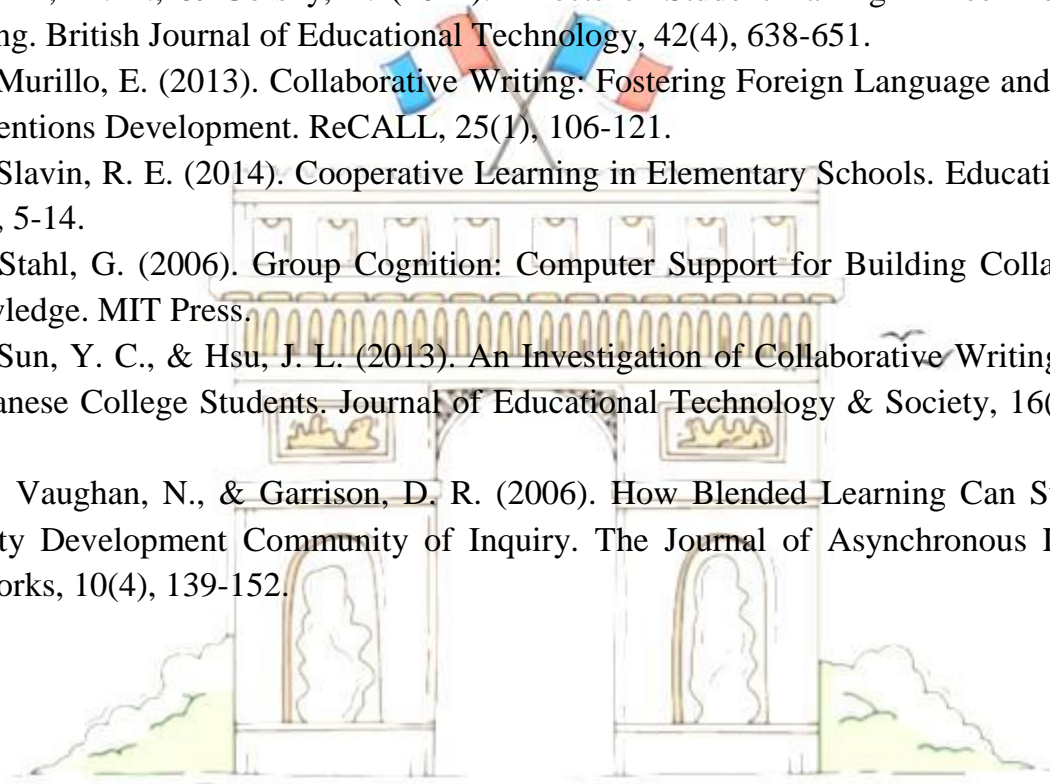 ng. British Journal of Educational Technology, 42(4), 638-651.
Murillo, E. (2013). Collaborative Writing: Fostering Foreign Language and
entions Development. ReCALL, 25(1), 106-121.
Slavin, R. E. (2014). Cooperative Learning in Elementary Schools. Educati
, 5-14.
Stahl, G. (2006). Group Cognition: Computer Support for Building Colla
ledge. MIT Press.
Sun, Y. C., & Hsu, J. L. (2013). An Investigation of Collaborative Writing
anese College Students. Journal of Educational Technology & Society, 16(
Vaughan, N., & Garrison, D. R. (2006). How Blended Learning Can S
ty Development Community of Inquiry. The Journal of Asynchronous
orks, 10(4), 139-152.